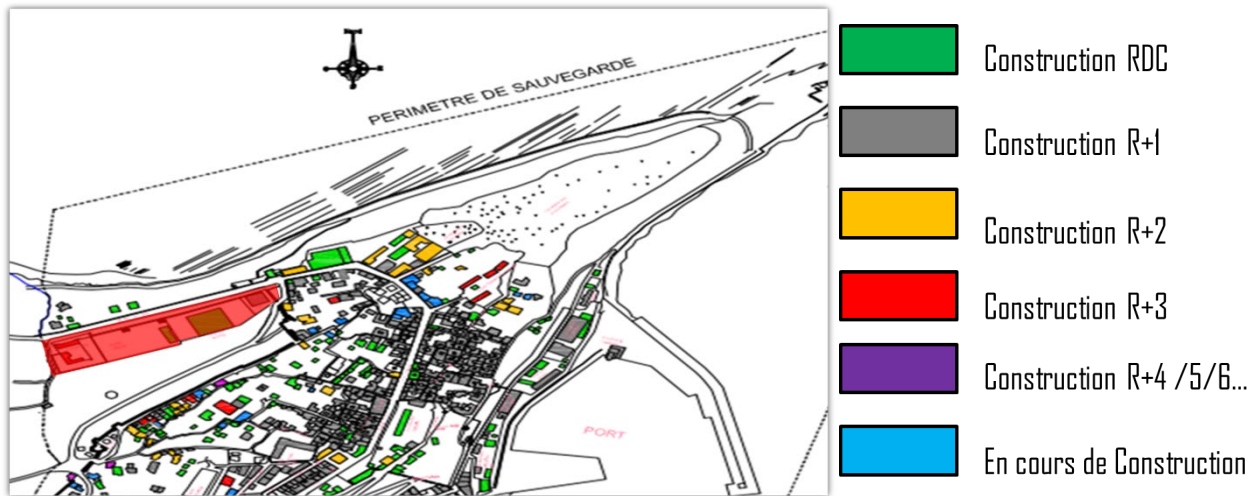 PERIMETRE DE SAUVEGARDE
PORT
Construction RDC
Construction R+1
Construction R+2
Construction R+3
Construction R+4 /5/6...
En cours de Construction